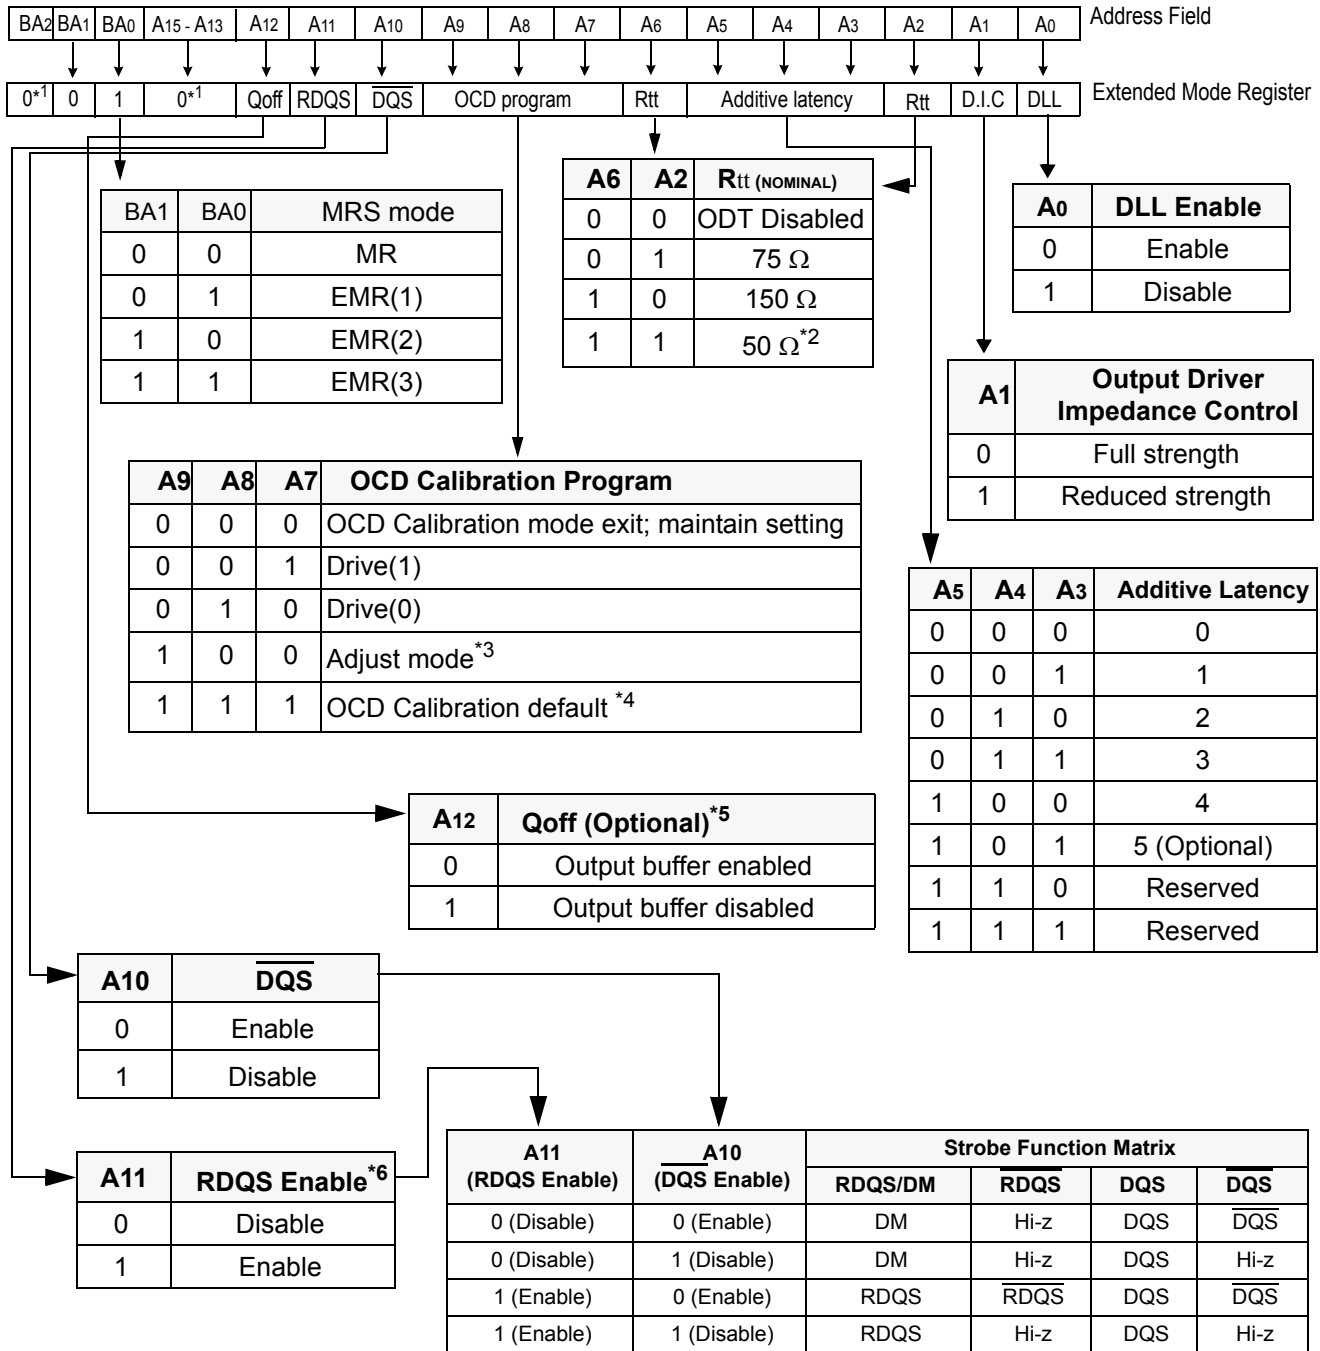 BA2 BA1 BA0 A15 - A13 A12 A11 A10 A9 A8 A7 A6 A5 A4 A3 A2 A1 A0 Address Field
0*1 0 1 0*1 Qoff RDQS D̅Q̅S̅ OCD program Rtt Additive latency Rtt D.I.C DLL Extended Mode Register
BA1 BA0 MRS mode
0 0 MR
0 1 EMR(1)
1 0 EMR(2)
1 1 EMR(3)
A6 A2 Rtt (NOMINAL)
0 0 ODT Disabled
0 1 75 Ω
1 0 150 Ω
1 1 50 Ω*2
A0 DLL Enable
0 Enable
1 Disable
A1 Output Driver
Impedance Control
0 Full strength
1 Reduced strength
A9 A8 A7 OCD Calibration Program
0 0 0 OCD Calibration mode exit; maintain setting
0 0 1 Drive(1)
0 1 0 Drive(0)
1 0 0 Adjust mode*3
1 1 1 OCD Calibration default *4
A5 A4 A3 Additive Latency
0 0 0 0
0 0 1 1
0 1 0 2
0 1 1 3
1 0 0 4
1 0 1 5 (Optional)
1 1 0 Reserved
1 1 1 Reserved
A12 Qoff (Optional)*5
0 Output buffer enabled
1 Output buffer disabled
A10 D̅Q̅S̅
0 Enable
1 Disable
A11 RDQS Enable*6
0 Disable
1 Enable
A11 A10 Strobe Function Matrix
(RDQS Enable) (D̅Q̅S̅ Enable) RDQS/DM R̅D̅Q̅S̅ DQS D̅Q̅S̅
0 (Disable) 0 (Enable) DM Hi-z DQS D̅Q̅S̅
0 (Disable) 1 (Disable) DM Hi-z DQS Hi-z
1 (Enable) 0 (Enable) RDQS R̅D̅Q̅S̅ DQS D̅Q̅S̅
1 (Enable) 1 (Disable) RDQS Hi-z DQS Hi-z